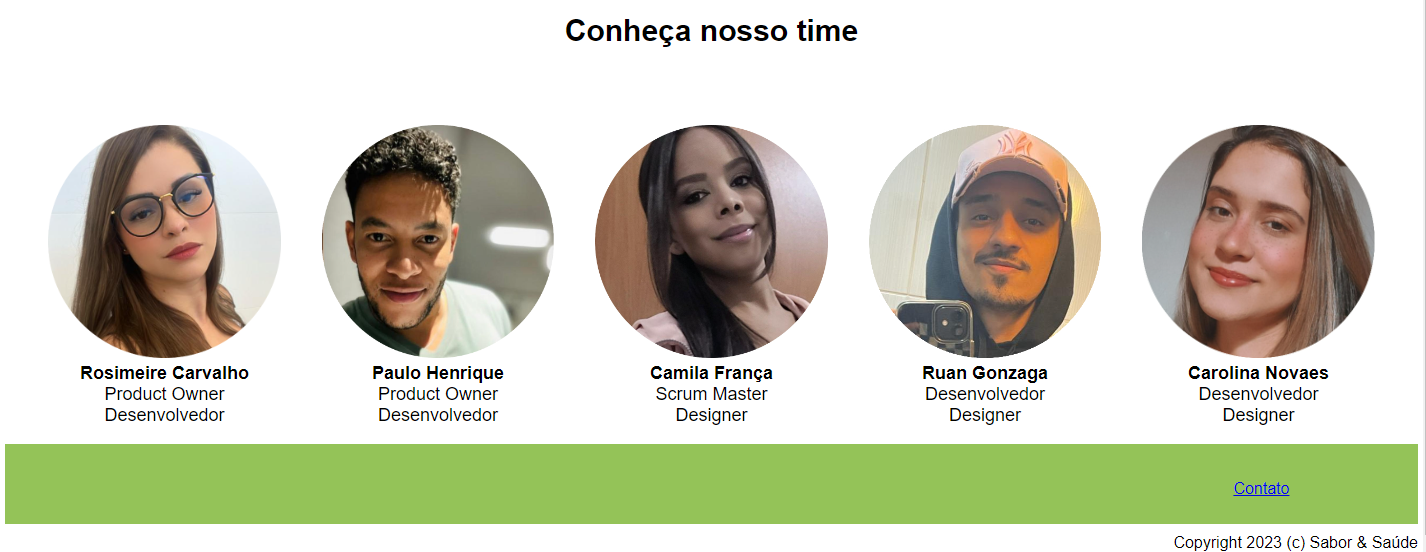 Conheça nosso time
Rosimeire Carvalho
Product Owner
Desenvolvedor
Paulo Henrique
Product Owner
Desenvolvedor
Camila França
Scrum Master
Designer
Ruan Gonzaga
Desenvolvedor
Designer
Carolina Novaes
Desenvolvedor
Designer
Contato
Copyright 2023 (c) Sabor & Saúde